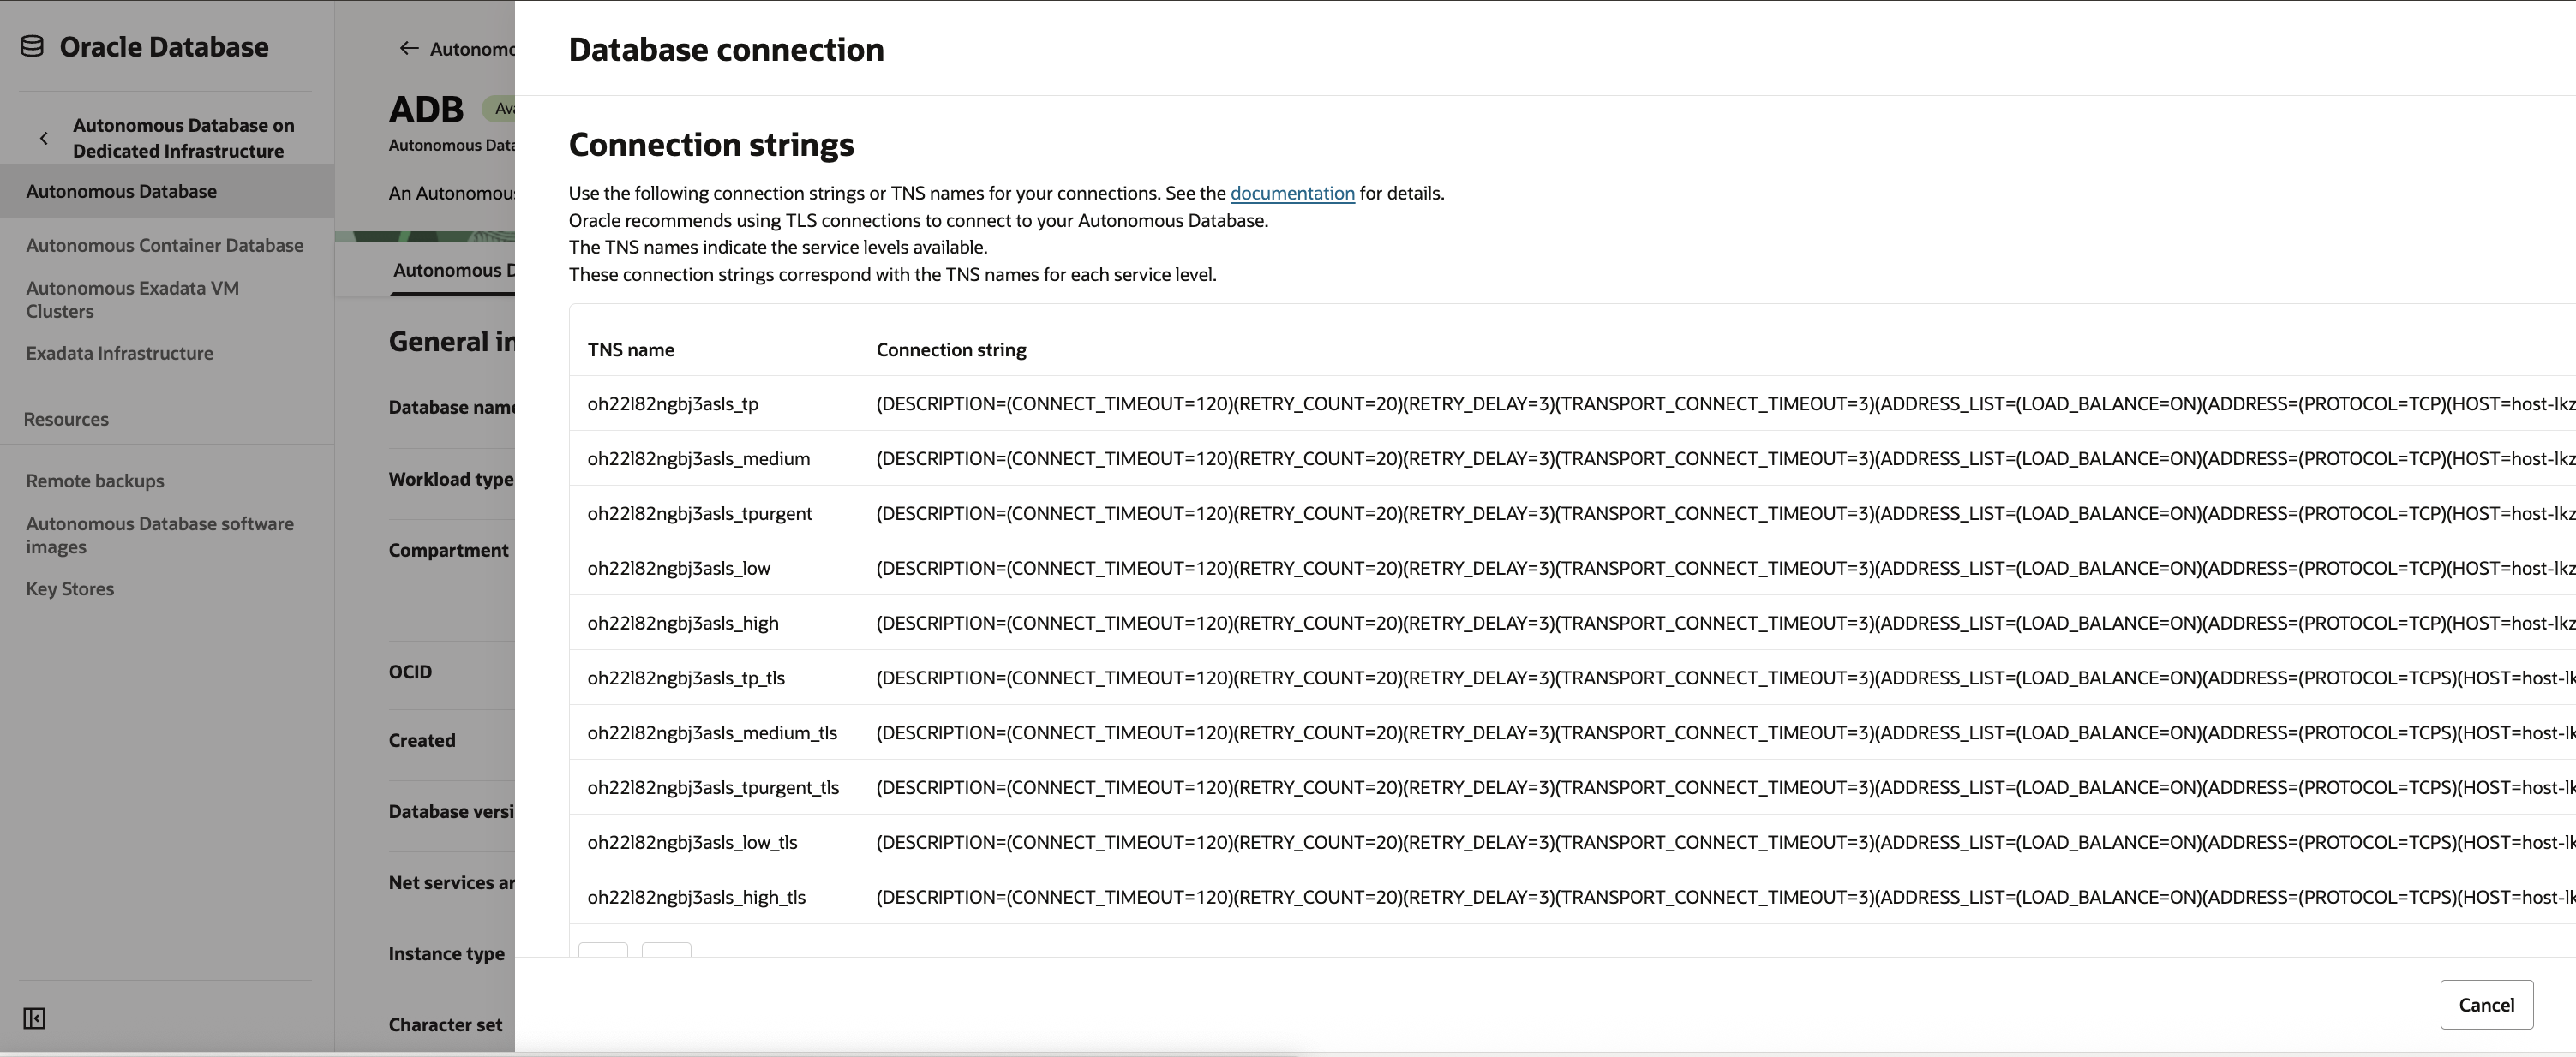 Oracle Database
Autonomous Database on
Dedicated Infrastructure
Autonomous Database
Autonomous Container Database
Autonomous Exadata VM
Clusters
Exadata Infrastructure
Resources
Remote backups
Autonomous Database software
images
Key Stores
Autonomo
ADB Ava
Autonomous Data
An Autonomous
Autonomous D
General in
Database name
Workload type
Compartment
OCID
Created
Database versi
Net services ar
Instance type
Character set
Database connection
Connection strings
Use the following connection strings or TNS names for your connections. See the documentation for details.
Oracle recommends using TLS connections to connect to your Autonomous Database.
The TNS names indicate the service levels available.
These connection strings correspond with the TNS names for each service level.
TNS name Connection string
oh22l82ngbj3asls_tp (DESCRIPTION=(CONNECT_TIMEOUT=120)(RETRY_COUNT=20)(RETRY_DELAY=3)(TRANSPORT_CONNECT_TIMEOUT=3)(ADDRESS_LIST=(LOAD_BALANCE=ON)(ADDRESS=(PROTOCOL=TCP)(HOST=host-lkz
oh22l82ngbj3asls_medium (DESCRIPTION=(CONNECT_TIMEOUT=120)(RETRY_COUNT=20)(RETRY_DELAY=3)(TRANSPORT_CONNECT_TIMEOUT=3)(ADDRESS_LIST=(LOAD_BALANCE=ON)(ADDRESS=(PROTOCOL=TCP)(HOST=host-lkz
oh22l82ngbj3asls_tpurgent (DESCRIPTION=(CONNECT_TIMEOUT=120)(RETRY_COUNT=20)(RETRY_DELAY=3)(TRANSPORT_CONNECT_TIMEOUT=3)(ADDRESS_LIST=(LOAD_BALANCE=ON)(ADDRESS=(PROTOCOL=TCP)(HOST=host-lkz
oh22l82ngbj3asls_low (DESCRIPTION=(CONNECT_TIMEOUT=120)(RETRY_COUNT=20)(RETRY_DELAY=3)(TRANSPORT_CONNECT_TIMEOUT=3)(ADDRESS_LIST=(LOAD_BALANCE=ON)(ADDRESS=(PROTOCOL=TCP)(HOST=host-lkz
oh22l82ngbj3asls_high (DESCRIPTION=(CONNECT_TIMEOUT=120)(RETRY_COUNT=20)(RETRY_DELAY=3)(TRANSPORT_CONNECT_TIMEOUT=3)(ADDRESS_LIST=(LOAD_BALANCE=ON)(ADDRESS=(PROTOCOL=TCP)(HOST=host-lkz
oh22l82ngbj3asls_tp_tls (DESCRIPTION=(CONNECT_TIMEOUT=120)(RETRY_COUNT=20)(RETRY_DELAY=3)(TRANSPORT_CONNECT_TIMEOUT=3)(ADDRESS_LIST=(LOAD_BALANCE=ON)(ADDRESS=(PROTOCOL=TCPS)(HOST=host-lk
oh22l82ngbj3asls_medium_tls (DESCRIPTION=(CONNECT_TIMEOUT=120)(RETRY_COUNT=20)(RETRY_DELAY=3)(TRANSPORT_CONNECT_TIMEOUT=3)(ADDRESS_LIST=(LOAD_BALANCE=ON)(ADDRESS=(PROTOCOL=TCPS)(HOST=host-lk
oh22l82ngbj3asls_tpurgent_tls (DESCRIPTION=(CONNECT_TIMEOUT=120)(RETRY_COUNT=20)(RETRY_DELAY=3)(TRANSPORT_CONNECT_TIMEOUT=3)(ADDRESS_LIST=(LOAD_BALANCE=ON)(ADDRESS=(PROTOCOL=TCPS)(HOST=host-lk
oh22l82ngbj3asls_low_tls (DESCRIPTION=(CONNECT_TIMEOUT=120)(RETRY_COUNT=20)(RETRY_DELAY=3)(TRANSPORT_CONNECT_TIMEOUT=3)(ADDRESS_LIST=(LOAD_BALANCE=ON)(ADDRESS=(PROTOCOL=TCPS)(HOST=host-lk
oh22l82ngbj3asls_high_tls (DESCRIPTION=(CONNECT_TIMEOUT=120)(RETRY_COUNT=20)(RETRY_DELAY=3)(TRANSPORT_CONNECT_TIMEOUT=3)(ADDRESS_LIST=(LOAD_BALANCE=ON)(ADDRESS=(PROTOCOL=TCPS)(HOST=host-lk
Cancel